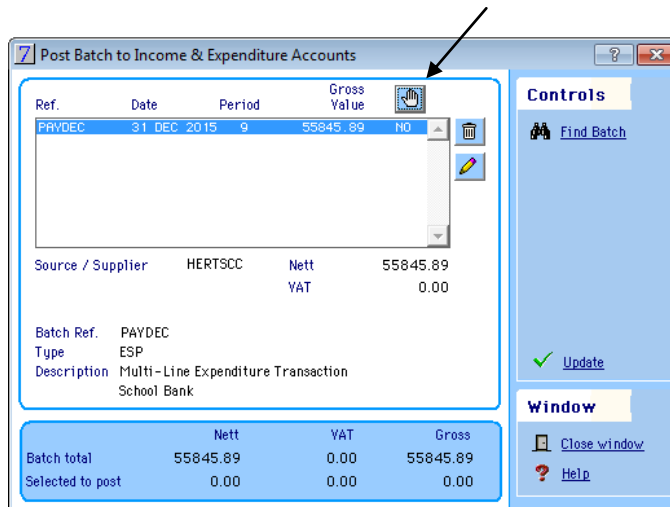 7 Post Batch to Income & Expenditure Accounts ?
Ref. Date Period Gross Value
PAYDEC 31 DEC 2015 9 55845.89 NO
Source / Supplier HERTSCC Nett 55845.89
VAT 0.00
Batch Ref. PAYDEC
Type ESP
Description Multi-Line Expenditure Transaction
School Bank
Nett VAT Gross
Batch total 55845.89 0.00 55845.89
Selected to post 0.00 0.00 0.00
Controls
Find Batch
Update
Window
Close window
? Help